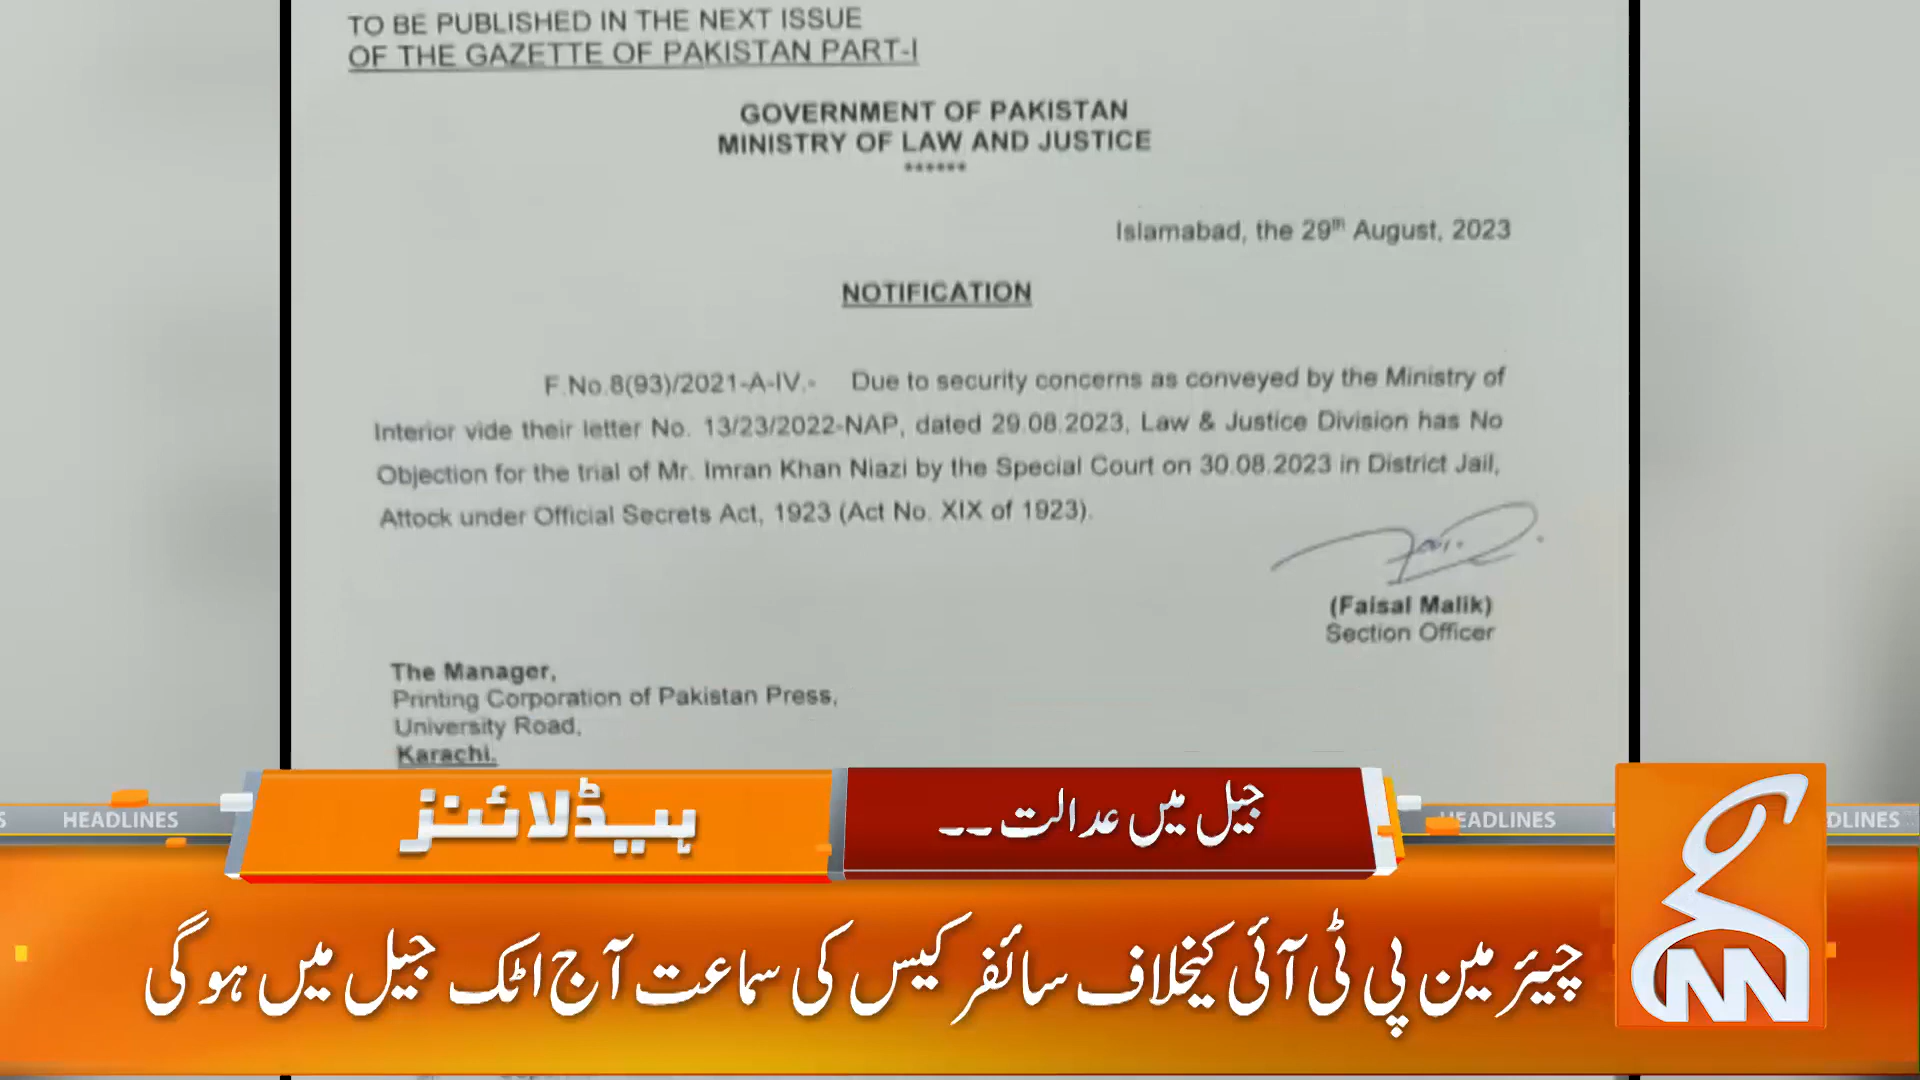 TO BE PUBLISHED IN THE NEXT ISSUE
OF THE GAZETTE OF PAKISTAN PART-I
GOVERNMENT OF PAKISTAN
MINISTRY OF LAW AND JUSTICE
******
Islamabad, the 29th August, 2023
NOTIFICATION
F.No.8(93)/2021-A-IV.- Due to security concerns as conveyed by the Ministry of
Interior vide their letter No. 13/23/2022-NAP, dated 29.08.2023, Law & Justice Division has No
Objection for the trial of Mr. Imran Khan Niazi by the Special Court on 30.08.2023 in District Jail,
Attock under Official Secrets Act, 1923 (Act No. XIX of 1923).
(Faisal Malik)
Section Officer
The Manager,
Printing Corporation of Pakistan Press,
University Road,
Karachi.
HEADLINES
ہیڈلائنز
جیل میں عدالت ۔۔
HEADLINES
DLINES
چیئرمین پی ٹی آئی کیخلاف سائفر کیس کی سماعت آج اٹک جیل میں ہوگی
GNN